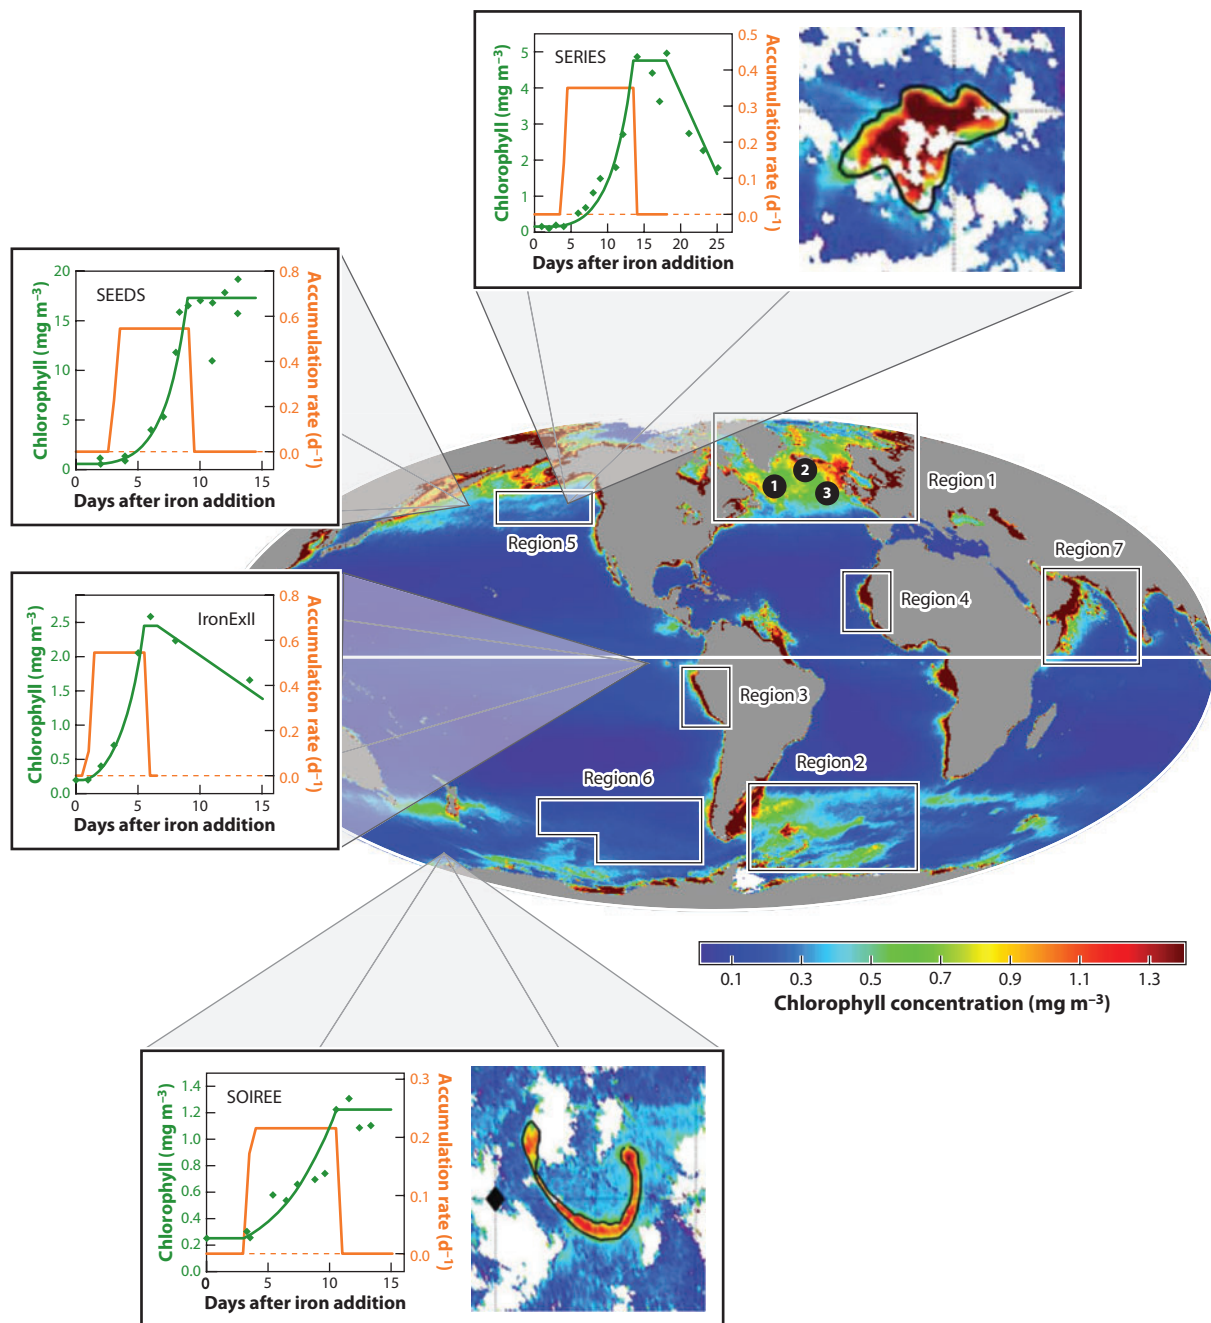 SERIES
Chlorophyll (mg m⁻³)
5
4
3
2
1
0
0 5 10 15 20 25
Days after iron addition
0.5
0.4
0.3
0.2
0.1
0.0
Accumulation rate (d⁻¹)
SEEDS
Chlorophyll (mg m⁻³)
20
15
10
5
0
0 5 10 15
Days after iron addition
0.8
0.6
0.4
0.2
0.0
Accumulation rate (d⁻¹)
1
2
3
Region 1
Region 5
Region 7
Region 4
Region 3
Region 6
Region 2
IronExII
Chlorophyll (mg m⁻³)
2.5
2.0
1.5
1.0
0.5
0.0
0 5 10 15
Days after iron addition
0.8
0.6
0.4
0.2
0.0
Accumulation rate (d⁻¹)
0.1 0.3 0.5 0.7 0.9 1.1 1.3
Chlorophyll concentration (mg m⁻³)
SOIREE
Chlorophyll (mg m⁻³)
1.4
1.2
1.0
0.8
0.6
0.4
0.2
0.0
0 5 10 15
Days after iron addition
0.3
0.2
0.1
0.0
Accumulation rate (d⁻¹)